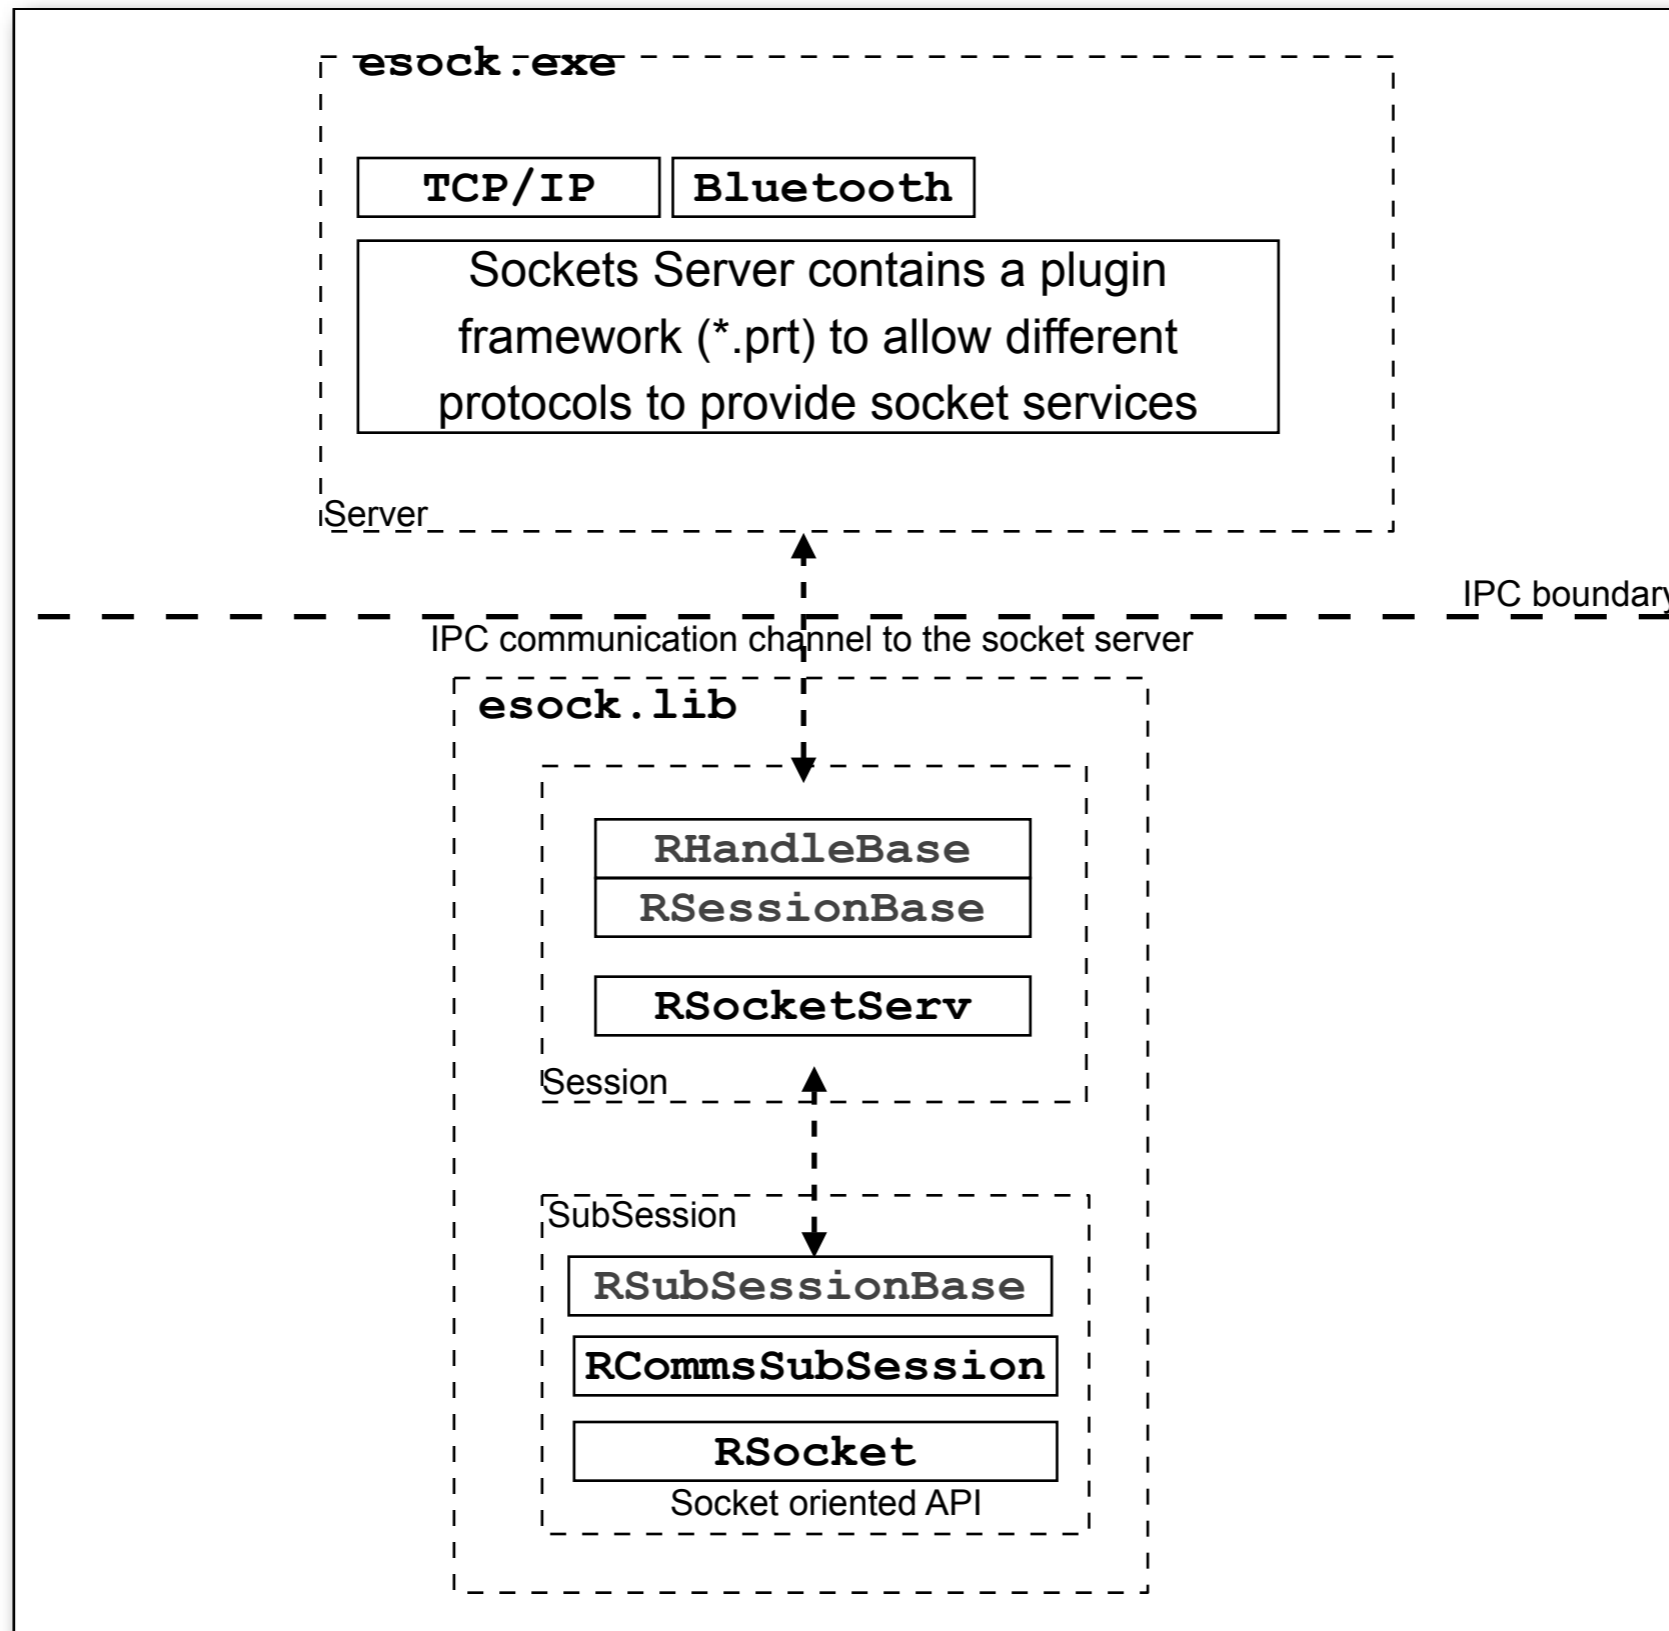 esock.exe
TCP/IP
Bluetooth
Sockets Server contains a plugin
framework (*.prt) to allow different
protocols to provide socket services
Server
IPC boundary
IPC communication channel to the socket server
esock.lib
RHandleBase
RSessionBase
RSocketServ
Session
SubSession
RSubSessionBase
RCommsSubSession
RSocket
Socket oriented API